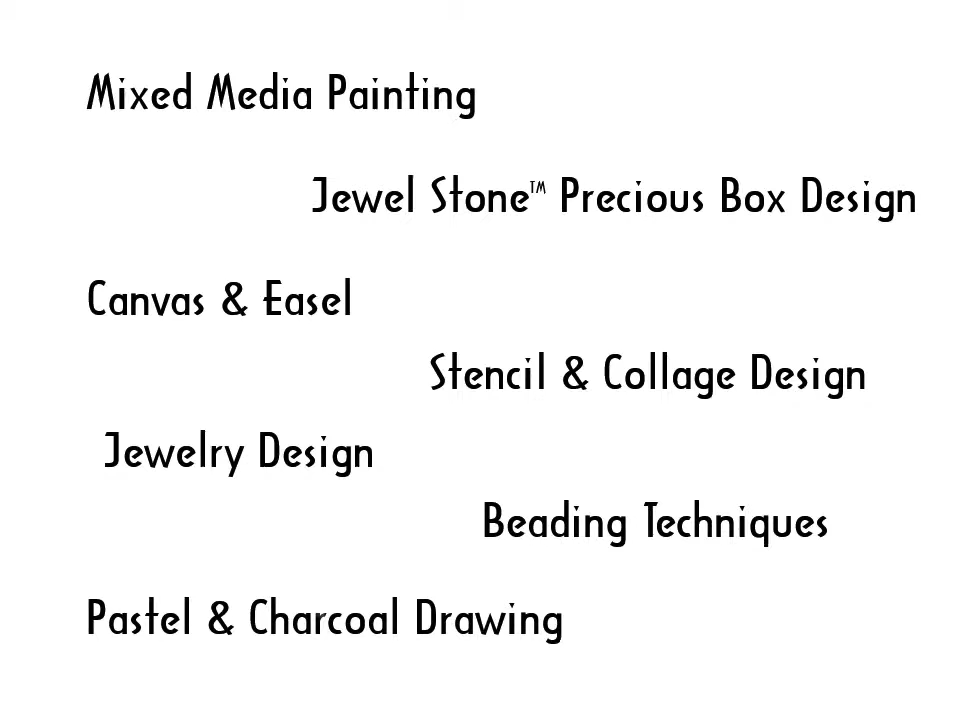 Mixed Media Painting
Jewel Stone™ Precious Box Design
Canvas & Easel
Stencil & Collage Design
Jewelry Design
Beading Techniques
Pastel & Charcoal Drawing